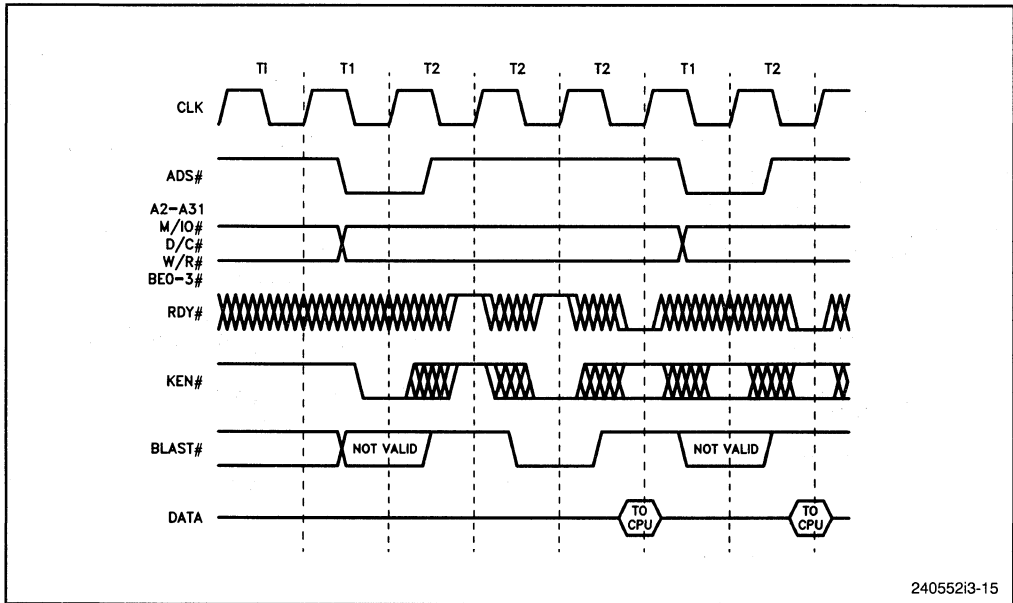 Ti T1 T2 T2 T2 T1 T2
CLK
ADS#
A2–A31
M/IO#
D/C#
W/R#
BE0-3#
RDY#
KEN#
BLAST# NOT VALID NOT VALID
DATA TO CPU TO CPU
240552i3-15